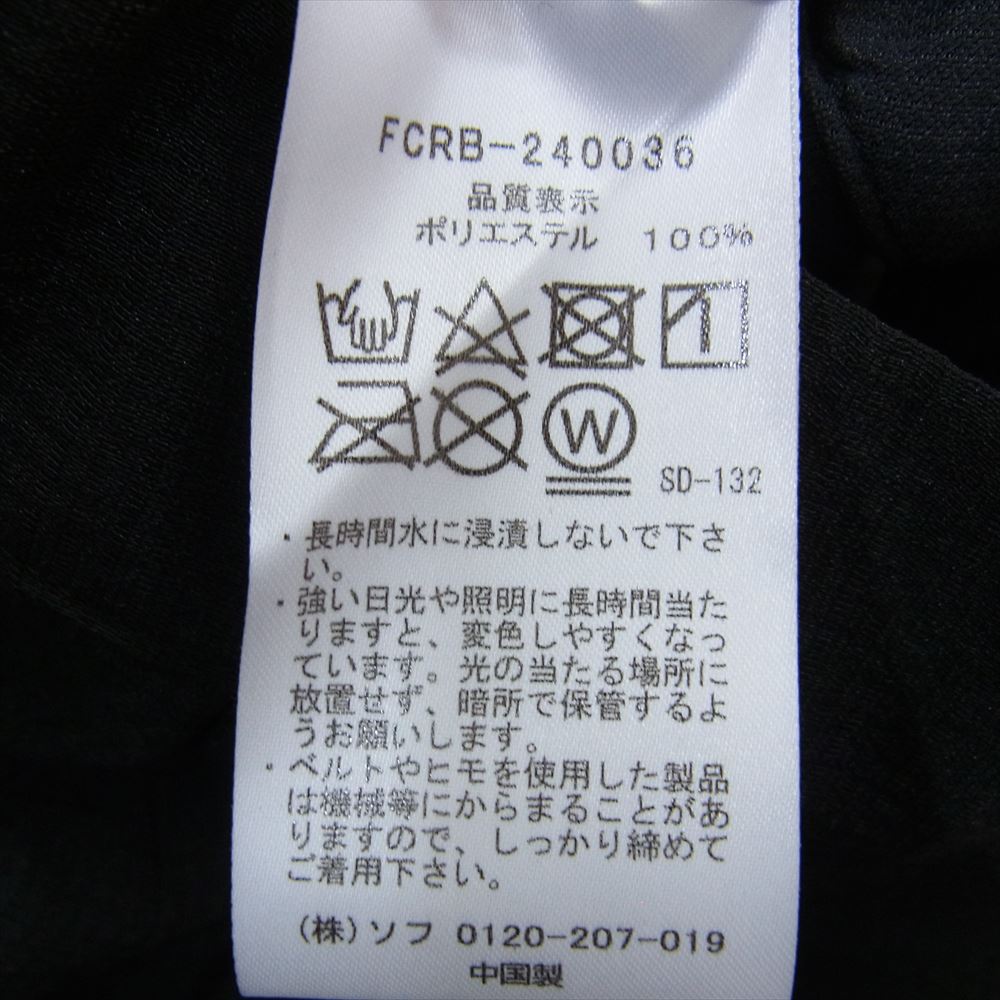 FCRB-240036
品質表示
ポリエステル 100%
W
SD-132
・長時間水に浸漬しないで下さ
い。
・強い日光や照明に長時間当た
りますと、変色しやすくなっ
ています。光の当たる場所に
放置せず、暗所で保管するよ
うお願いします。
・ベルトやヒモを使用した製品
は機械等にからまることがあ
りますので、しっかり締めて
ご着用下さい。
(株)ソフ 0120-207-019
中国製